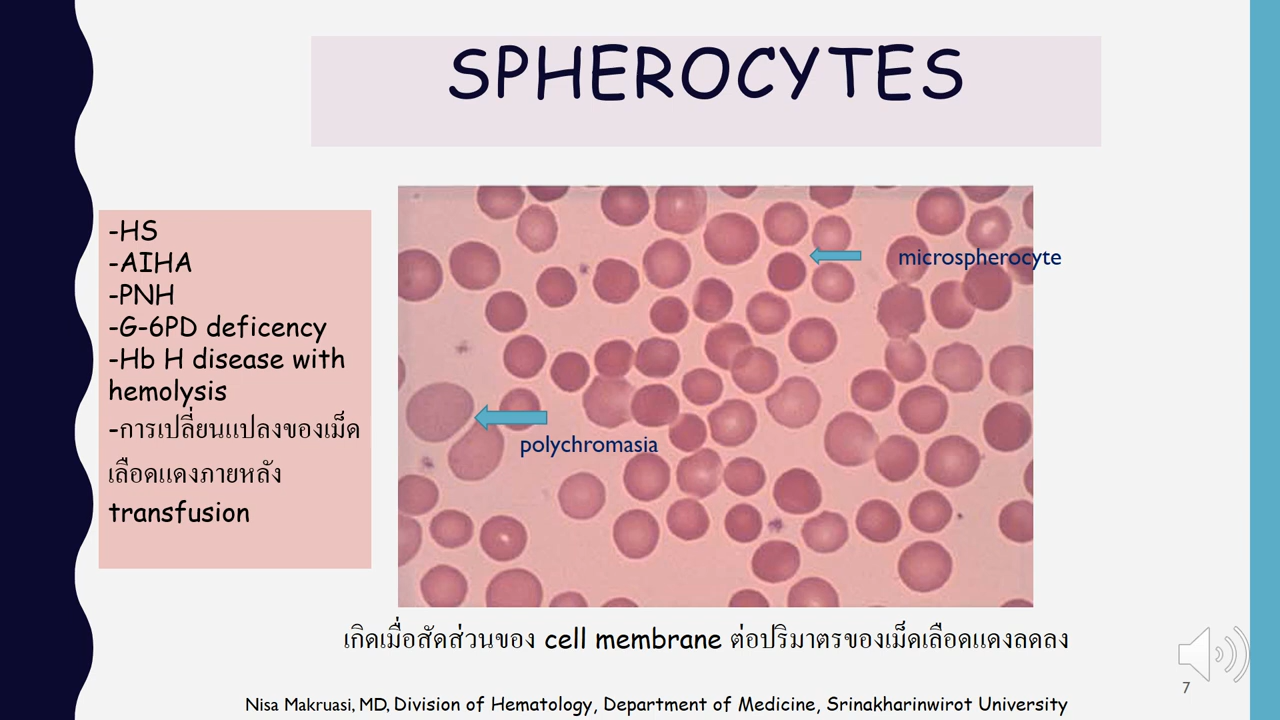 SPHEROCYTES
-HS
-AIHA
-PNH
-G-6PD deficency
-Hb H disease with
hemolysis
-การเปลี่ยนแปลงของเม็ด
เลือดแดงภายหลัง
transfusion
microspherocyte
polychromasia
เกิดเมื่อสัดส่วนของ cell membrane ต่อปริมาตรของเม็ดเลือดแดงลดลง
7
Nisa Makruasi, MD, Division of Hematology, Department of Medicine, Srinakharinwirot University